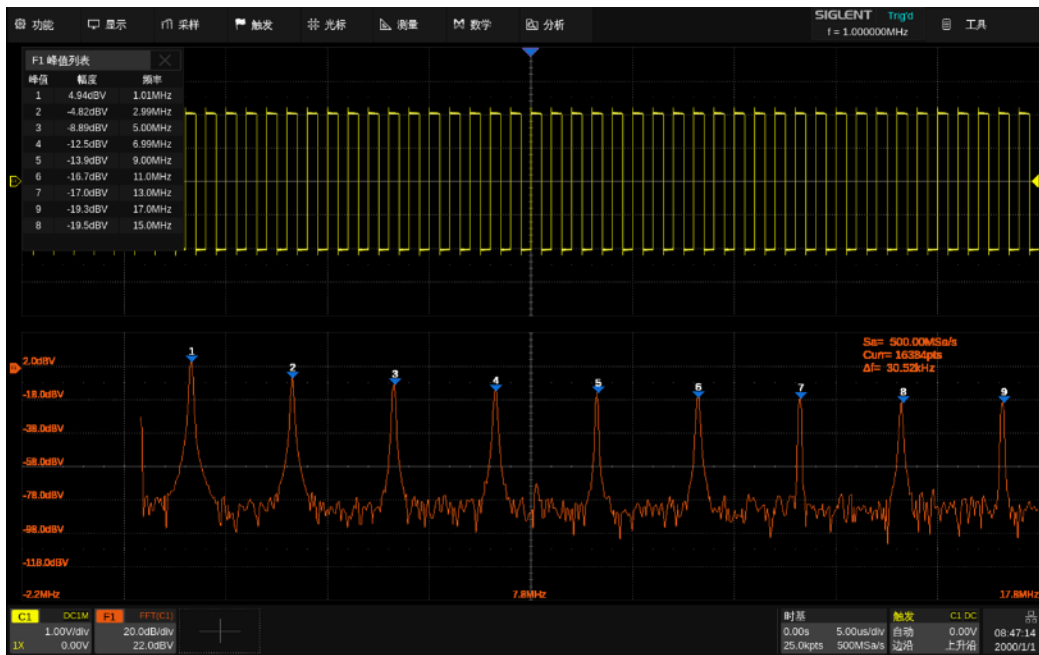 功能 显示 采样 触发 光标 测量 数学 分析 SIGLENT Trig'd 工具
f = 1.000000MHz
F1 峰值列表
峰值 幅度 频率
1 4.94dBV 1.01MHz
2 -4.82dBV 2.99MHz
3 -8.89dBV 5.00MHz
4 -12.5dBV 6.99MHz
5 -13.9dBV 9.00MHz
6 -16.7dBV 11.0MHz
7 -17.0dBV 13.0MHz
9 -19.3dBV 17.0MHz
8 -19.5dBV 15.0MHz
Sa= 500.00MSa/s
Curr= 16384pts
Δf= 30.52kHz
1 2 3 4 5 6 7 8 9
2.0dBV
-18.0dBV
-38.0dBV
-58.0dBV
-78.0dBV
-98.0dBV
-118.0dBV
-2.2MHz 7.8MHz 17.8MHz
C1 DC1M F1 FFT(C1) 时基 触发 C1 DC
1.00V/div 20.0dB/div 0.00s 5.00us/div 自动 0.00V 08:47:14
1X 0.00V 22.0dBV 25.0kpts 500MSa/s 边沿 上升沿 2000/1/1